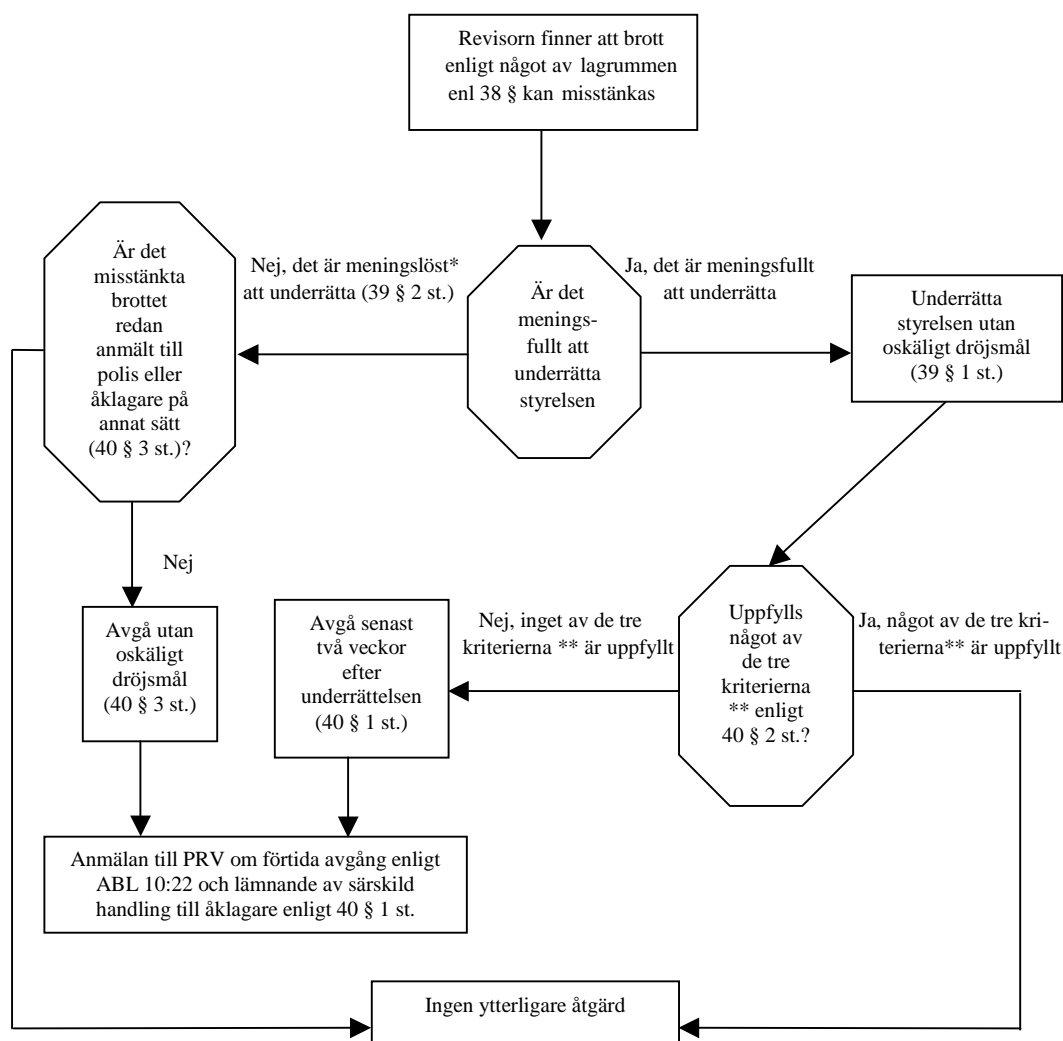 Revisorn finner att brott
enligt något av lagrummen
enl 38 § kan misstänkas
Är det
misstänkta
brottet
redan
anmält till
polis eller
åklagare på
annat sätt
(40 § 3 st.)?
Nej, det är meningslöst*
att underrätta (39 § 2 st.)
Är det
menings-
fullt att
underrätta
styrelsen
Ja, det är meningsfullt
att underrätta
Underrätta
styrelsen utan
oskäligt dröjsmål
(39 § 1 st.)
Nej
Avgå utan
oskäligt
dröjsmål
(40 § 3 st.)
Avgå senast
två veckor
efter
underrättelsen
(40 § 1 st.)
Nej, inget av de tre
kriterierna ** är uppfyllt
Uppfylls
något av
de tre
kriterierna
** enligt
40 § 2 st.?
Ja, något av de tre kri-
terierna** är uppfyllt
Anmälan till PRV om förtida avgång enligt
ABL 10:22 och lämnande av särskild
handling till åklagare enligt 40 § 1 st.
Ingen ytterligare åtgärd